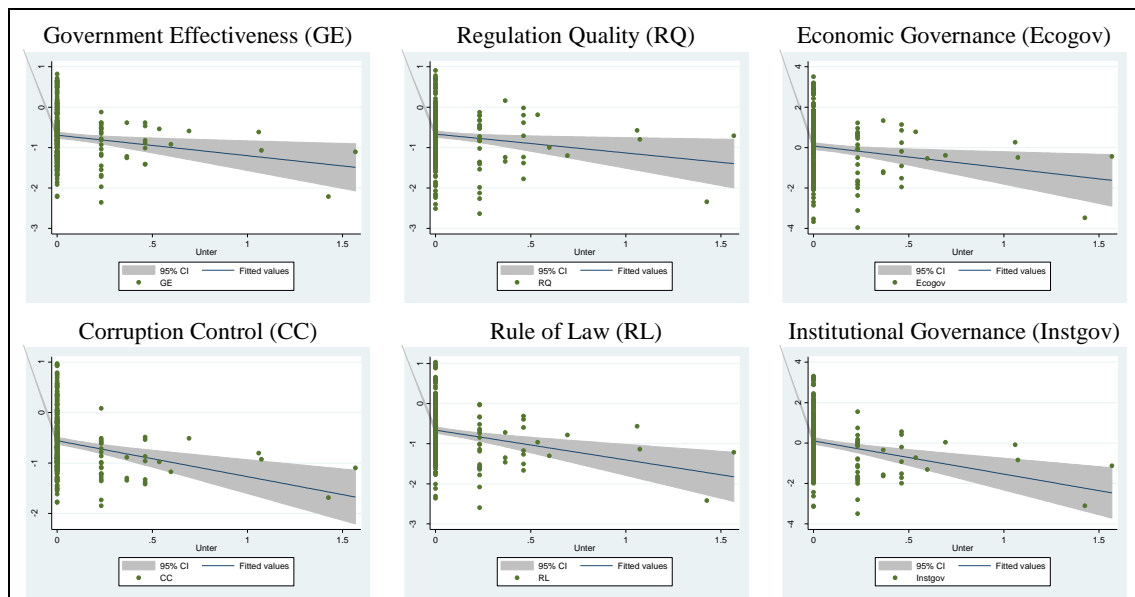 Government Effectiveness (GE)
Regulation Quality (RQ)
Economic Governance (Ecogov)
1
0
-1
-2
-3
0
.5
1
1.5
Unter
95% CI
Fitted values
GE
1
0
-1
-2
-3
0
.5
1
1.5
Unter
95% CI
Fitted values
RQ
4
2
0
-2
-4
0
.5
1
1.5
Unter
95% CI
Fitted values
Ecogov
Corruption Control (CC)
Rule of Law (RL)
Institutional Governance (Instgov)
1
0
-1
-2
0
.5
1
1.5
Unter
95% CI
Fitted values
CC
1
0
-1
-2
-3
0
.5
1
1.5
Unter
95% CI
Fitted values
RL
4
2
0
-2
-4
0
.5
1
1.5
Unter
95% CI
Fitted values
Instgov